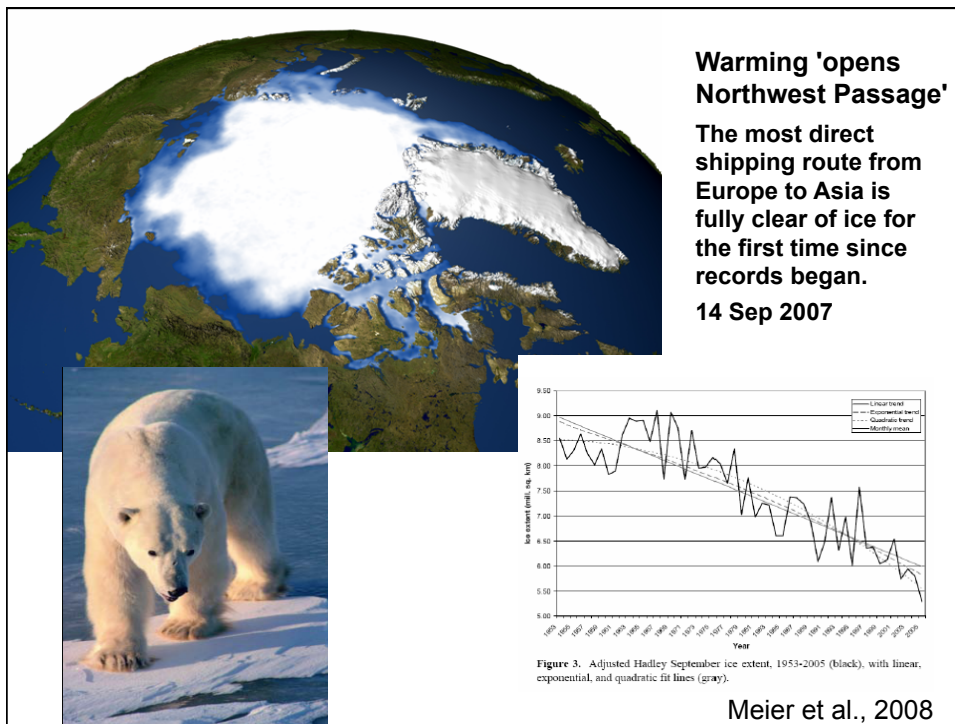 Warming 'opens
Northwest Passage'
The most direct
shipping route from
Europe to Asia is
fully clear of ice for
the first time since
records began.
14 Sep 2007
Linear trend
Exponential trend
Quadratic trend
Monthly mean
9.50
9.00
8.50
8.00
7.50
7.00
6.50
6.00
5.50
5.00
Ice extent (mill. sq. km)
Year
Figure 3. Adjusted Hadley September ice extent, 1953-2005 (black), with linear,
exponential, and quadratic fit lines (gray).
Meier et al., 2008